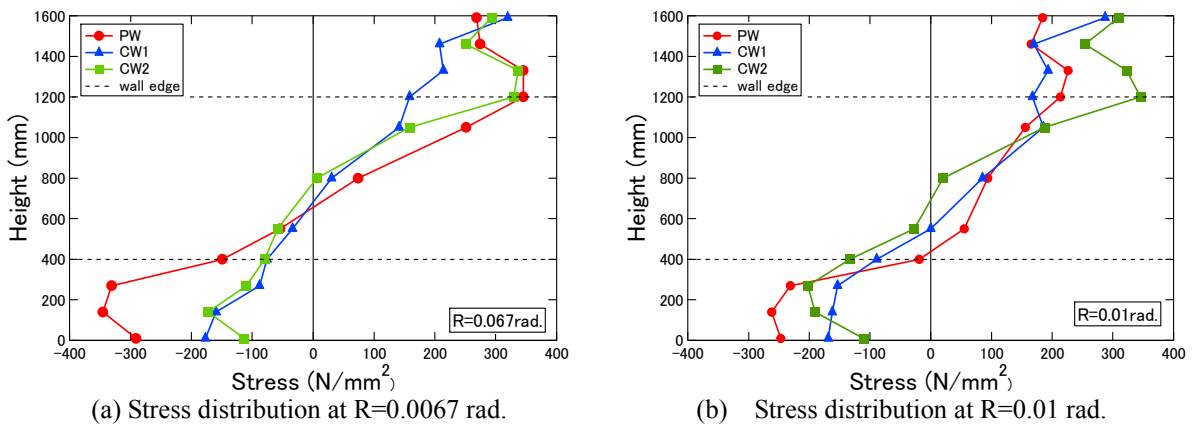 Height (mm)
1600
1400
1200
1000
800
600
400
200
0
PW
CW1
CW2
wall edge
R=0.067rad.
-400 -300 -200 -100 0 100 200 300 400
Stress (N/mm2)
(a) Stress distribution at R=0.0067 rad.
Height (mm)
1600
1400
1200
1000
800
600
400
200
0
PW
CW1
CW2
wall edge
R=0.01rad.
-400 -300 -200 -100 0 100 200 300 400
Stress (N/mm2)
(b) Stress distribution at R=0.01 rad.